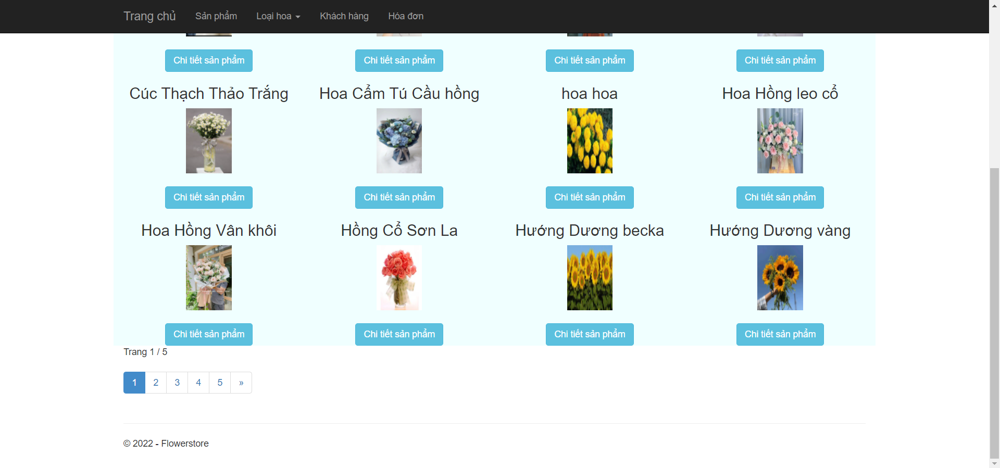 Trang chủ Sản phẩm Loại hoa Khách hàng Hóa đơn
Chi tiết sản phẩm Chi tiết sản phẩm Chi tiết sản phẩm Chi tiết sản phẩm
Cúc Thạch Thảo Trắng Hoa Cẩm Tú Cầu hồng hoa hoa Hoa Hồng leo cổ
Chi tiết sản phẩm Chi tiết sản phẩm Chi tiết sản phẩm Chi tiết sản phẩm
Hoa Hồng Vân khôi Hồng Cổ Sơn La Hướng Dương becka Hướng Dương vàng
Chi tiết sản phẩm Chi tiết sản phẩm Chi tiết sản phẩm Chi tiết sản phẩm
Trang 1 / 5
1 2 3 4 5 »
© 2022 - Flowerstore